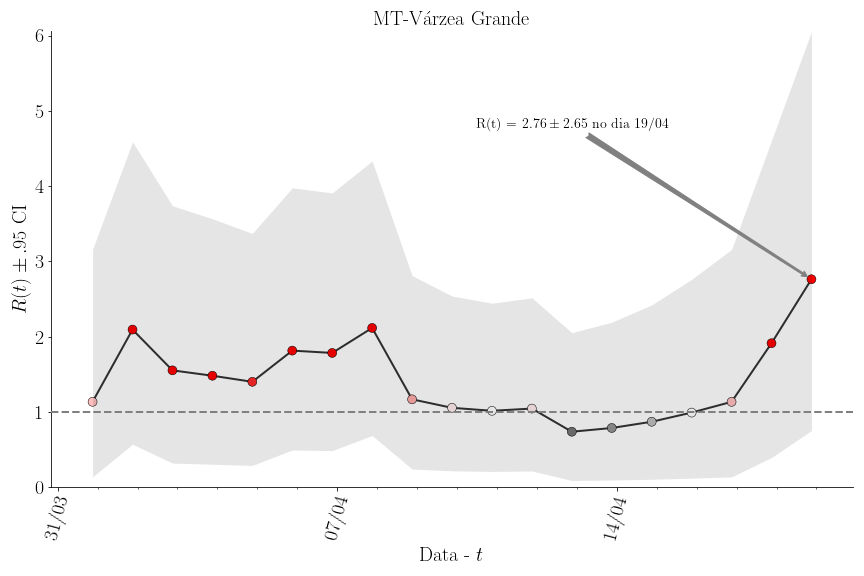 MT-Várzea Grande
6
5
4
3
2
1
0
R(t) ± .95 CI
R(t) = 2.76 ± 2.65 no dia 19/04
31/03
07/04
14/04
Data - t